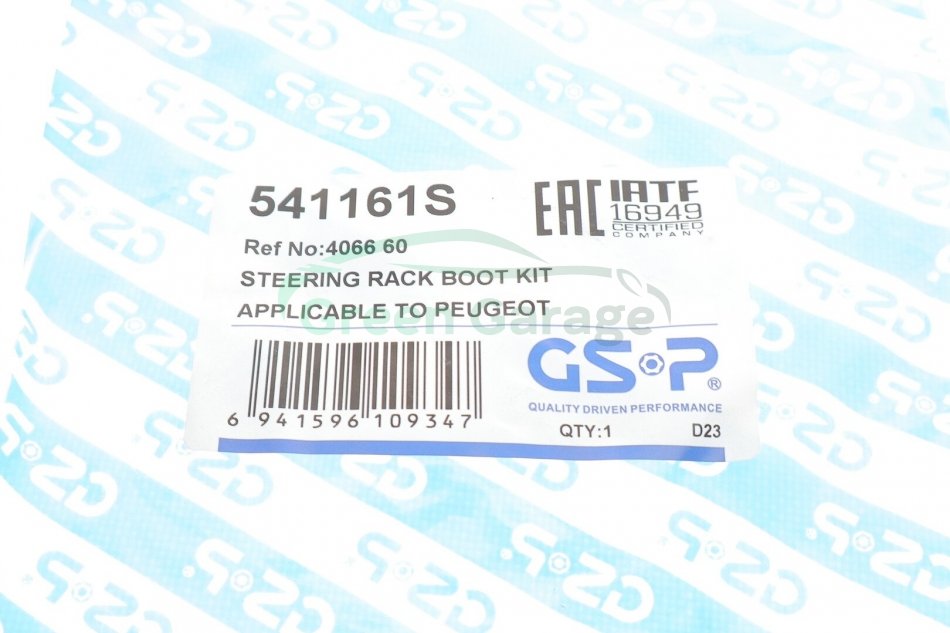 541161S
EAC
IATF
16949
CERTIFIED
COMPANY
Ref No:4066 60
STEERING RACK BOOT KIT
APPLICABLE TO PEUGEOT
Green Garage
GSP®
QUALITY DRIVEN PERFORMANCE
6 941596 109347
QTY:1 D23